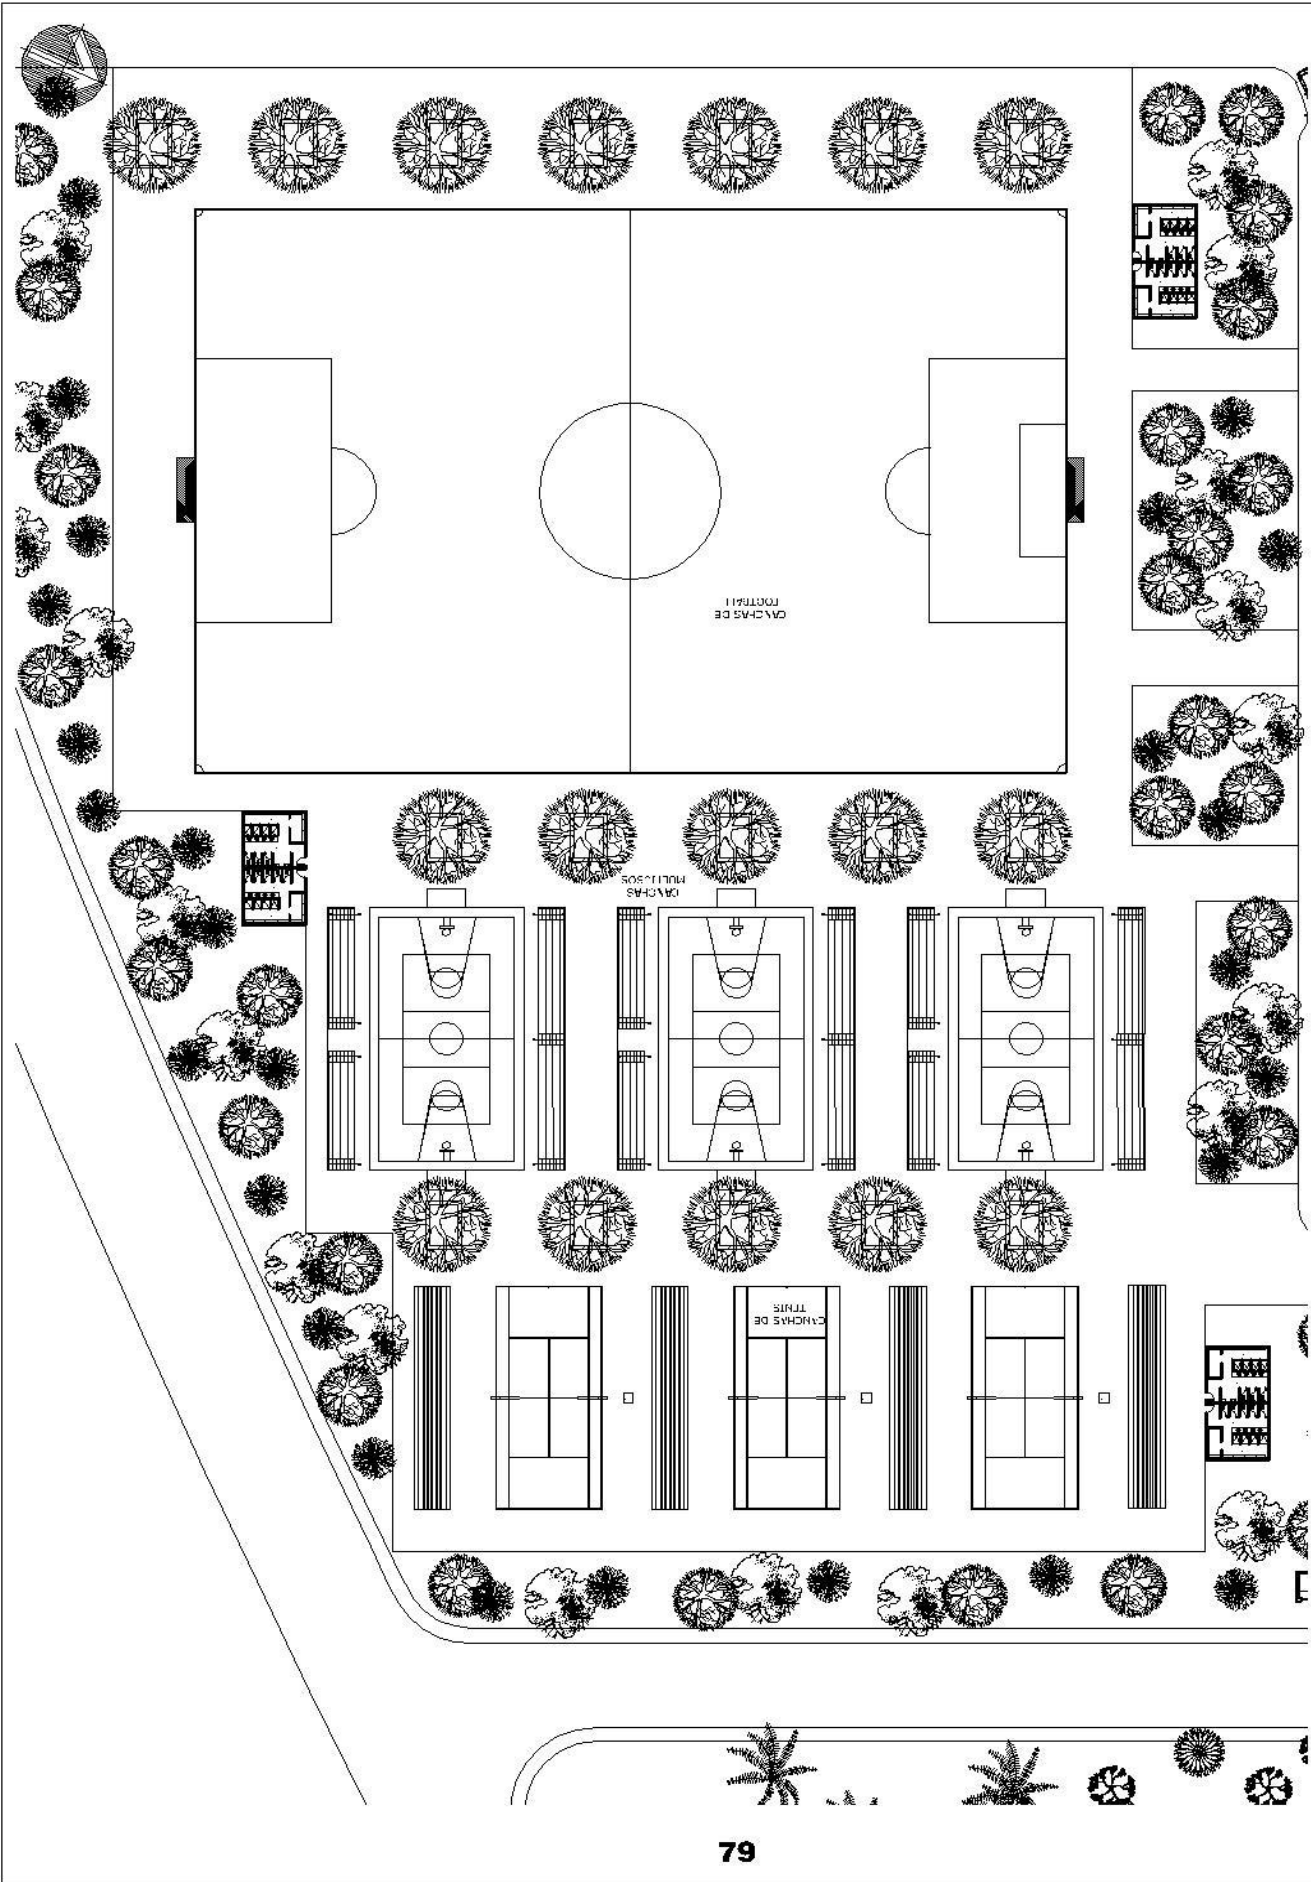 CANCHAS DE
FOOTBALL
CANCHAS
MULTIUSOS
CANCHAS DE
TENIS
79